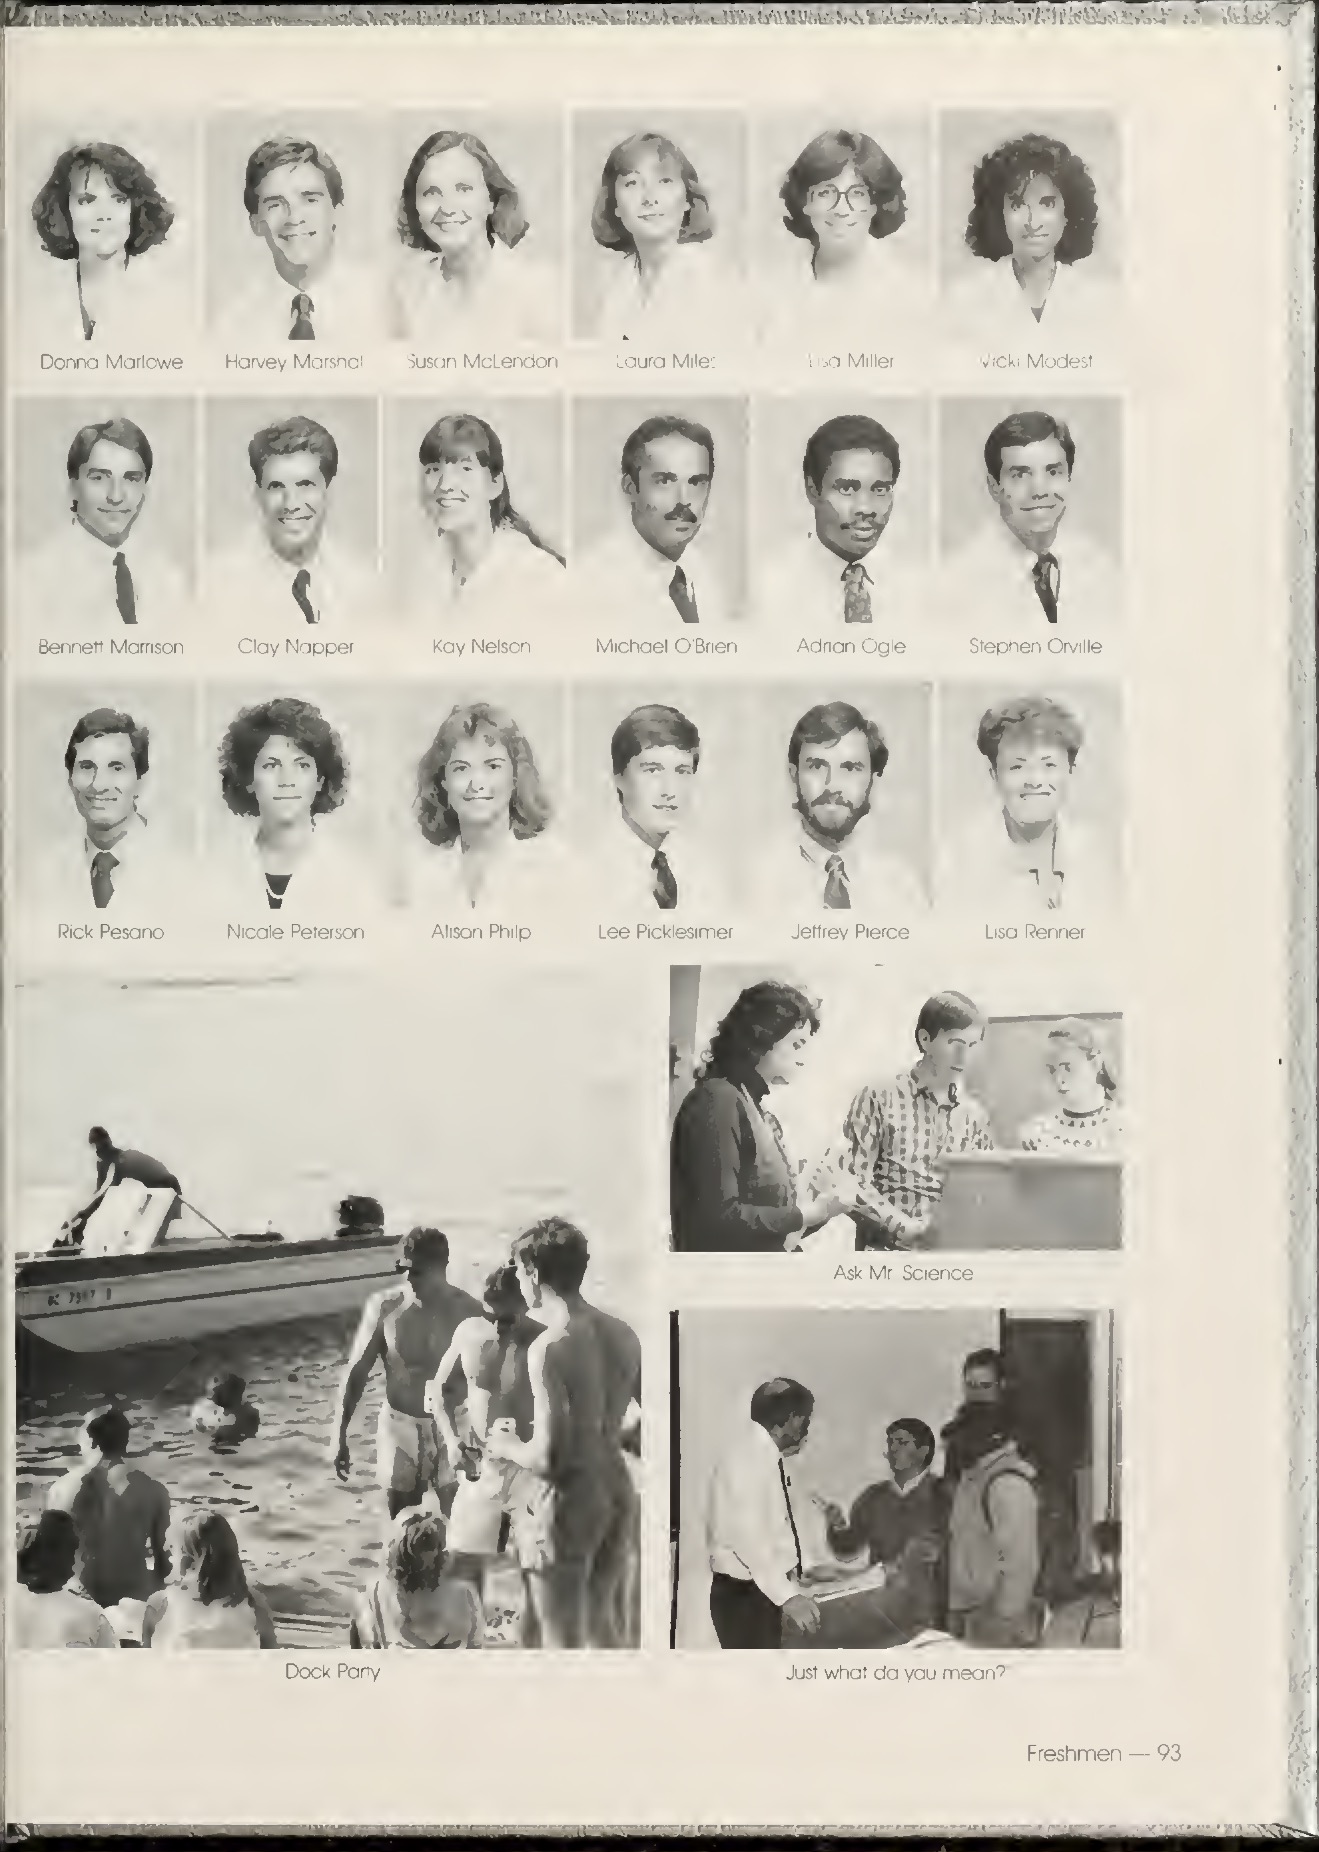 Donna Marlowe Harvey Marshal Susan McLendon Laura Miles Lisa Miller Vicki Modest
Bennett Morrison Clay Napper Kay Nelson Michael O'Brien Adrian Ogle Stephen Orville
Rick Pesano Nicole Peterson Alison Philp Lee Picklesimer Jeffrey Pierce Lisa Renner
Ask Mr. Science
Dock Party Just what do you mean?
Freshmen — 93